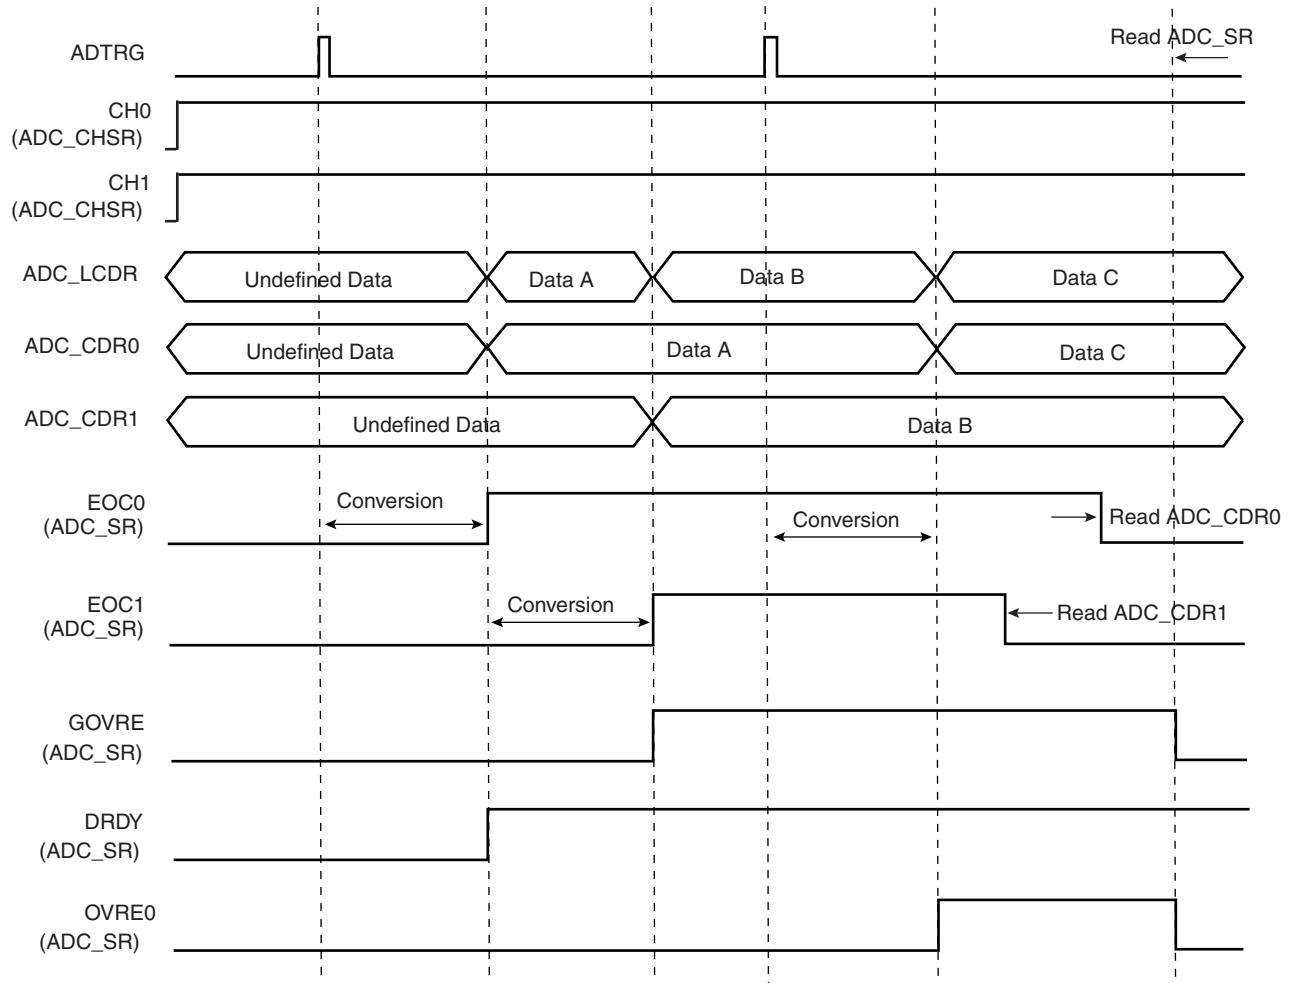 Read ADC_SR
ADTRG
CH0
(ADC_CHSR)
CH1
(ADC_CHSR)
ADC_LCDR
Undefined Data
Data A
Data B
Data C
ADC_CDR0
Undefined Data
Data A
Data C
ADC_CDR1
Undefined Data
Data B
EOC0
(ADC_SR)
Conversion
Conversion
Read ADC_CDR0
EOC1
(ADC_SR)
Conversion
Read ADC_CDR1
GOVRE
(ADC_SR)
DRDY
(ADC_SR)
OVRE0
(ADC_SR)